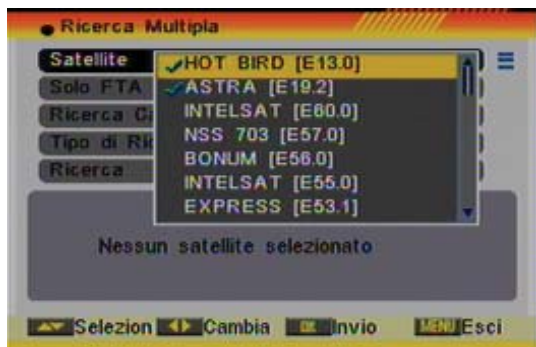 Ricerca Multipla
Satellite
HOT BIRD [E13.0]
Solo FTA
ASTRA [E19.2]
Ricerca
INTELSAT [E60.0]
NSS 703 [E57.0]
Tipo di
BONUM [E56.0]
Ricerca
INTELSAT [E55.0]
EXPRESS [E53.1]
Nessun satellite selezionato
Selezion Cambia OK Invio MENU Esci